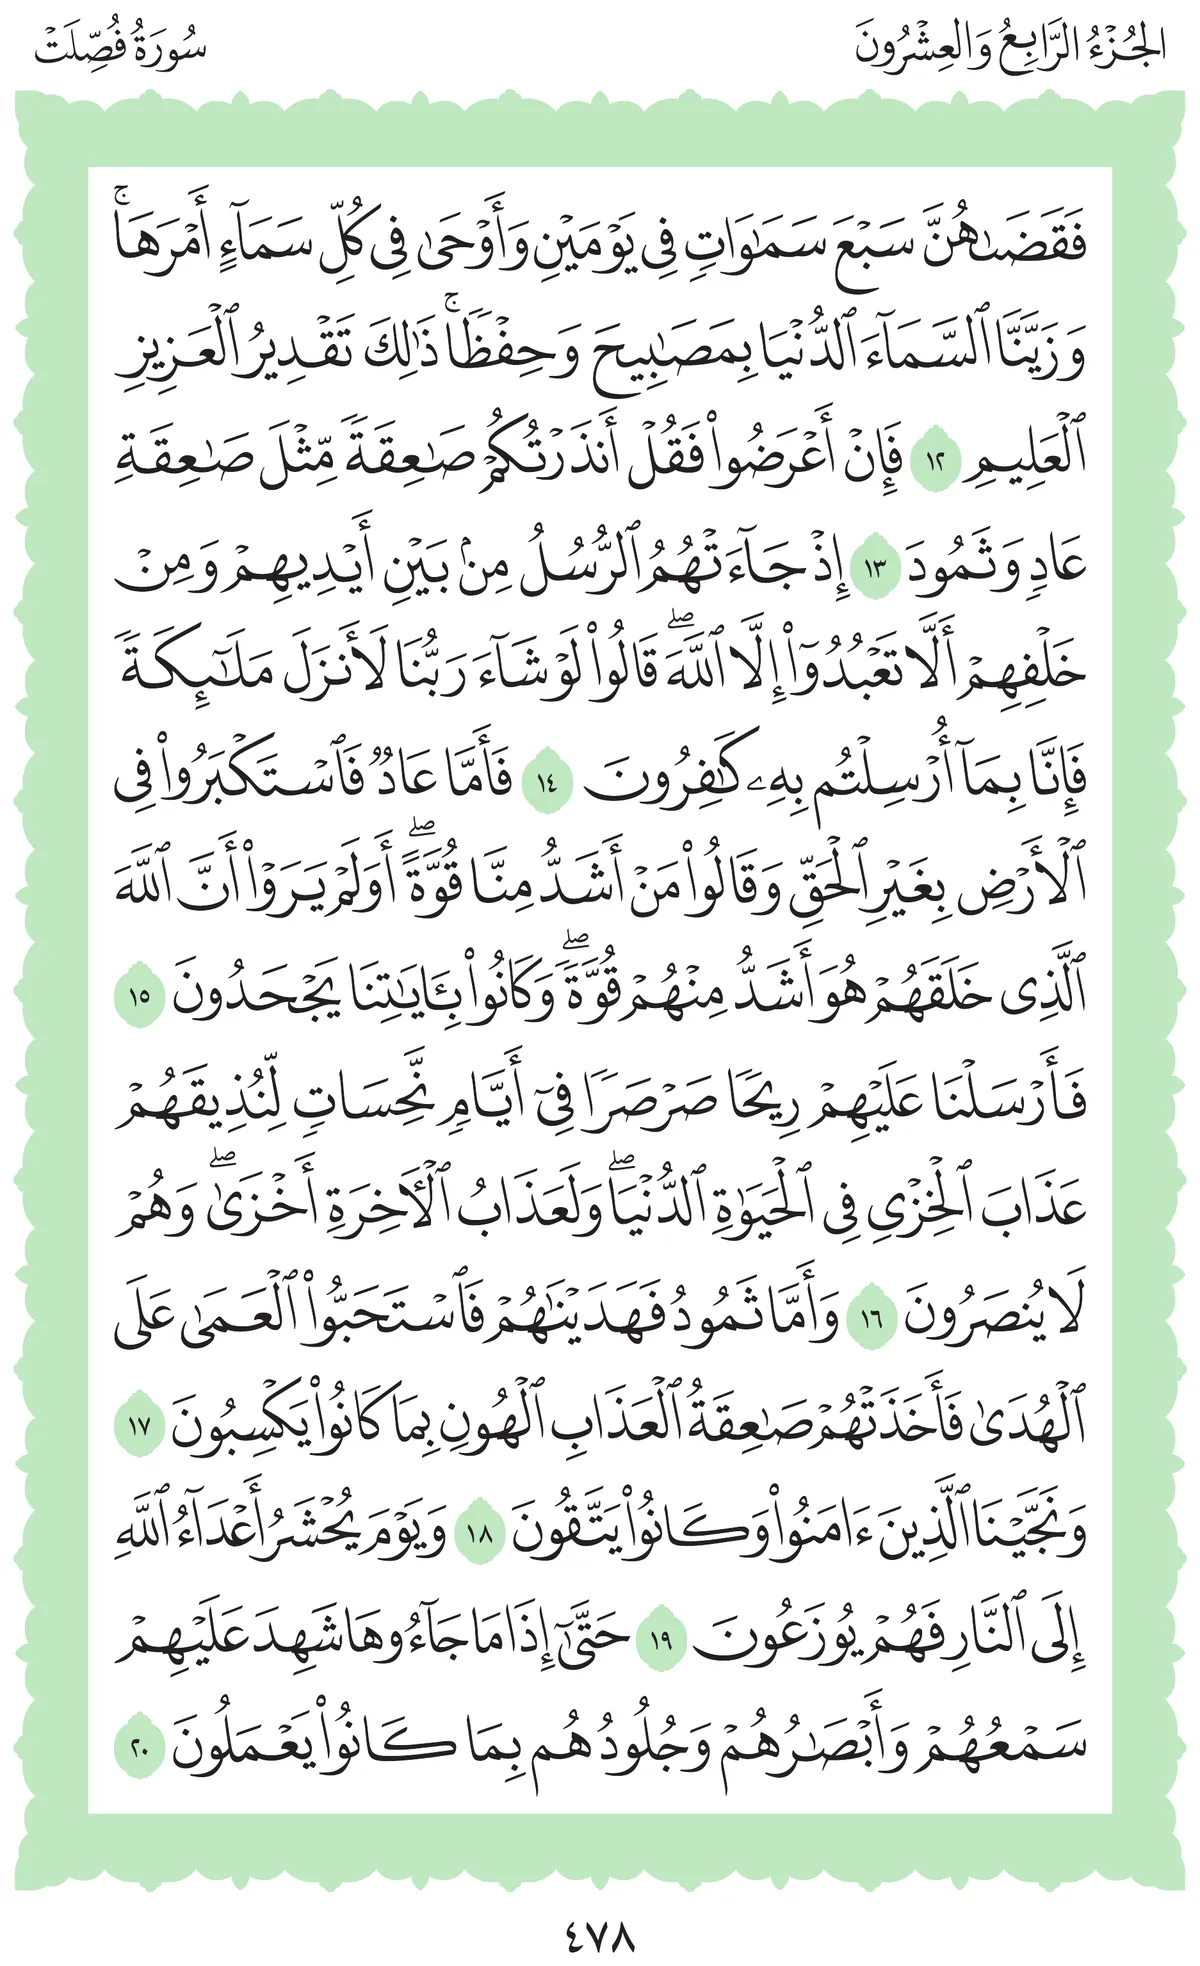 الجُزْءُ الرَّابِعُ وَالعِشْرُونَ
سُورَةُ فُصِّلَتْ
فَقَضَىٰهُنَّ سَبْعَ سَمَٰوَاتٍ فِى يَوْمَيْنِ وَأَوْحَىٰ فِى كُلِّ سَمَآءٍ أَمْرَهَاۚ
وَزَيَّنَّا ٱلسَّمَآءَ ٱلدُّنْيَا بِمَصَٰبِيحَ وَحِفْظًاۚ ذَٰلِكَ تَقْدِيرُ ٱلْعَزِيزِ
ٱلْعَلِيمِ ١٢ فَإِنْ أَعْرَضُوا۟ فَقُلْ أَنذَرْتُكُمْ صَٰعِقَةً مِّثْلَ صَٰعِقَةِ
عَادٍ وَثَمُودَ ١٣ إِذْ جَآءَتْهُمُ ٱلرُّسُلُ مِنۢ بَيْنِ أَيْدِيهِمْ وَمِنْ
خَلْفِهِمْ أَلَّا تَعْبُدُوٓا۟ إِلَّا ٱللَّهَۖ قَالُوا۟ لَوْ شَآءَ رَبُّنَا لَأَنزَلَ مَلَٰٓئِكَةً
فَإِنَّا بِمَآ أُرْسِلْتُم بِهِۦ كَٰفِرُونَ ١٤ فَأَمَّا عَادٌ فَٱسْتَكْبَرُوا۟ فِى
ٱلْأَرْضِ بِغَيْرِ ٱلْحَقِّ وَقَالُوا۟ مَنْ أَشَدُّ مِنَّا قُوَّةًۖ أَوَلَمْ يَرَوْا۟ أَنَّ ٱللَّهَ
ٱلَّذِى خَلَقَهُمْ هُوَ أَشَدُّ مِنْهُمْ قُوَّةًۖ وَكَانُوا۟ بِـَٔايَٰتِنَا يَجْحَدُونَ ١٥
فَأَرْسَلْنَا عَلَيْهِمْ رِيحًا صَرْصَرًا فِىٓ أَيَّامٍ نَّحِسَاتٍ لِّنُذِيقَهُمْ
عَذَابَ ٱلْخِزْىِ فِى ٱلْحَيَوٰةِ ٱلدُّنْيَاۖ وَلَعَذَابُ ٱلْـَٔاخِرَةِ أَخْزَىٰۖ وَهُمْ
لَا يُنصَرُونَ ١٦ وَأَمَّا ثَمُودُ فَهَدَيْنَٰهُمْ فَٱسْتَحَبُّوا۟ ٱلْعَمَىٰ عَلَى
ٱلْهُدَىٰ فَأَخَذَتْهُمْ صَٰعِقَةُ ٱلْعَذَابِ ٱلْهُونِ بِمَا كَانُوا۟ يَكْسِبُونَ ١٧
وَنَجَّيْنَا ٱلَّذِينَ ءَامَنُوا۟ وَكَانُوا۟ يَتَّقُونَ ١٨ وَيَوْمَ يُحْشَرُ أَعْدَآءُ ٱللَّهِ
إِلَى ٱلنَّارِ فَهُمْ يُوزَعُونَ ١٩ حَتَّىٰٓ إِذَا مَا جَآءُوهَا شَهِدَ عَلَيْهِمْ
سَمْعُهُمْ وَأَبْصَٰرُهُمْ وَجُلُودُهُم بِمَا كَانُوا۟ يَعْمَلُونَ ٢٠
٤٧٨